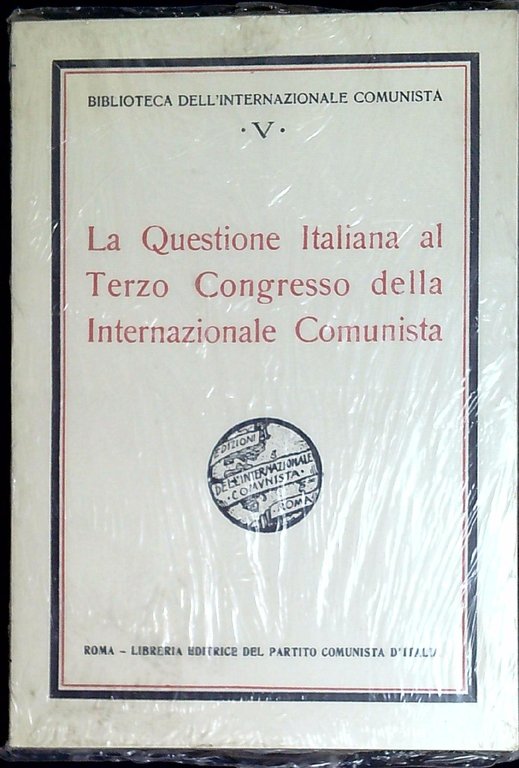 BIBLIOTECA DELL'INTERNAZIONALE COMUNISTA
· V ·
La Questione Italiana al
Terzo Congresso della
Internazionale Comunista
EDIZIONI
DELL'INTERNAZIONALE
· COMVNISTA ·
ROMA
ROMA – LIBRERIA EDITRICE DEL PARTITO COMUNISTA D'ITALIA